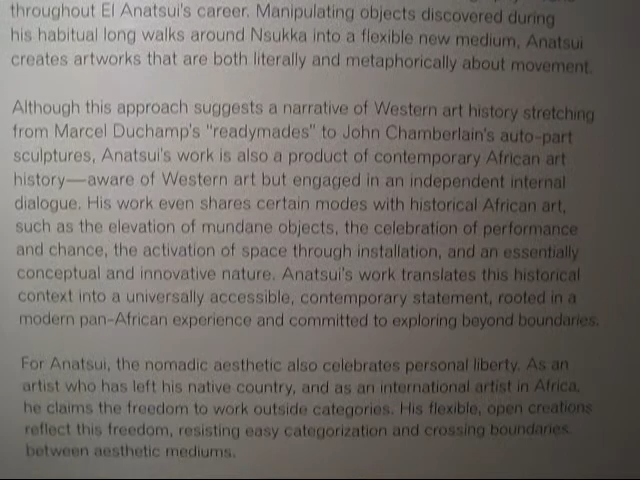 throughout El Anatsui's career. Manipulating objects discovered during
his habitual long walks around Nsukka into a flexible new medium, Anatsui
creates artworks that are both literally and metaphorically about movement.
Although this approach suggests a narrative of Western art history stretching
from Marcel Duchamp's "readymades" to John Chamberlain's auto-part
sculptures, Anatsui's work is also a product of contemporary African art
history—aware of Western art but engaged in an independent internal
dialogue. His work even shares certain modes with historical African art,
such as the elevation of mundane objects, the celebration of performance
and chance, the activation of space through installation, and an essentially
conceptual and innovative nature. Anatsui's work translates this historical
context into a universally accessible, contemporary statement, rooted in a
modern pan-African experience and committed to exploring beyond boundaries.
For Anatsui, the nomadic aesthetic also celebrates personal liberty. As an
artist who has left his native country, and as an international artist in Africa,
he claims the freedom to work outside categories. His flexible, open creations
reflect this freedom, resisting easy categorization and crossing boundaries
between aesthetic mediums.